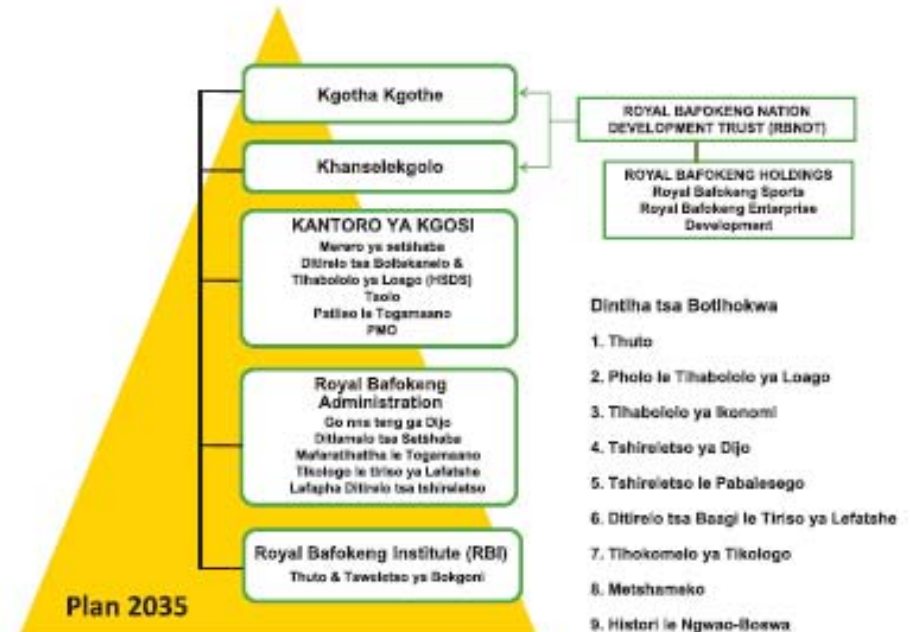 Kgotha Kgothe
Khanselekgolo
KANTORO YA KGOSI
Meraro ya setšhaba
Ditirelo tsa Boitekanelo &
Tlhabololo ya Loago (HSDS)
Taolo
Patliso le Togamaano
PMO
Royal Bafokeng
Administration
Go nna teng ga Dijo
Ditlamelo tsa Setšhaba
Mafaratlhatlha le Togamaano
Tikologo le tiriso ya Lefatshe
Lefapha Ditirelo tsa tshireletso
Royal Bafokeng Institute (RBI)
Thuto & Taweletso ya Bokgoni
Plan 2035
ROYAL BAFOKENG NATION
DEVELOPMENT TRUST (RBNDT)
ROYAL BAFOKENG HOLDINGS
Royal Bafokeng Sports
Royal Bafokeng Enterprise
Development
Dintlha tsa Botlhokwa
1. Thuto
2. Pholo le Tlhabololo ya Loago
3. Tlhabololo ya Ikonomi
4. Tshireletso ya Dijo
5. Tshireletso le Pabalesego
6. Ditirelo tsa Baagi le Tiriso ya Lefatshe
7. Tlhokomelo ya Tikologo
8. Metshameko
9. Histori le Ngwao-Boswa